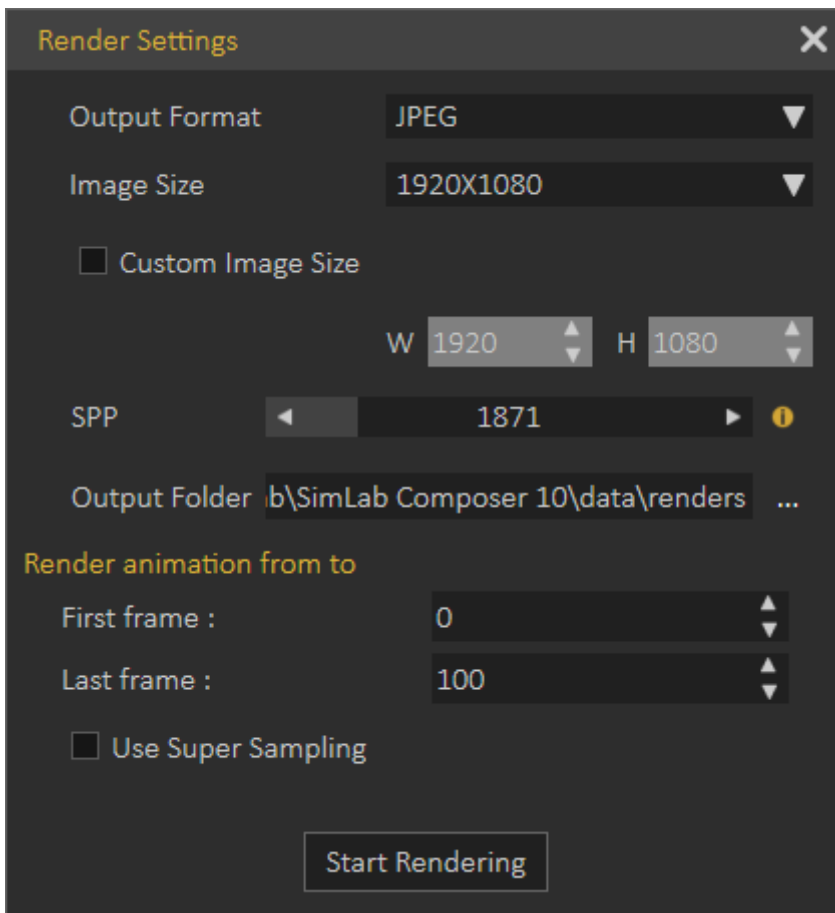 Render Settings
Output Format JPEG
Image Size 1920X1080
Custom Image Size
W 1920 H 1080
SPP 1871
Output Folder b\SimLab Composer 10\data\renders ...
Render animation from to
First frame : 0
Last frame : 100
Use Super Sampling
Start Rendering